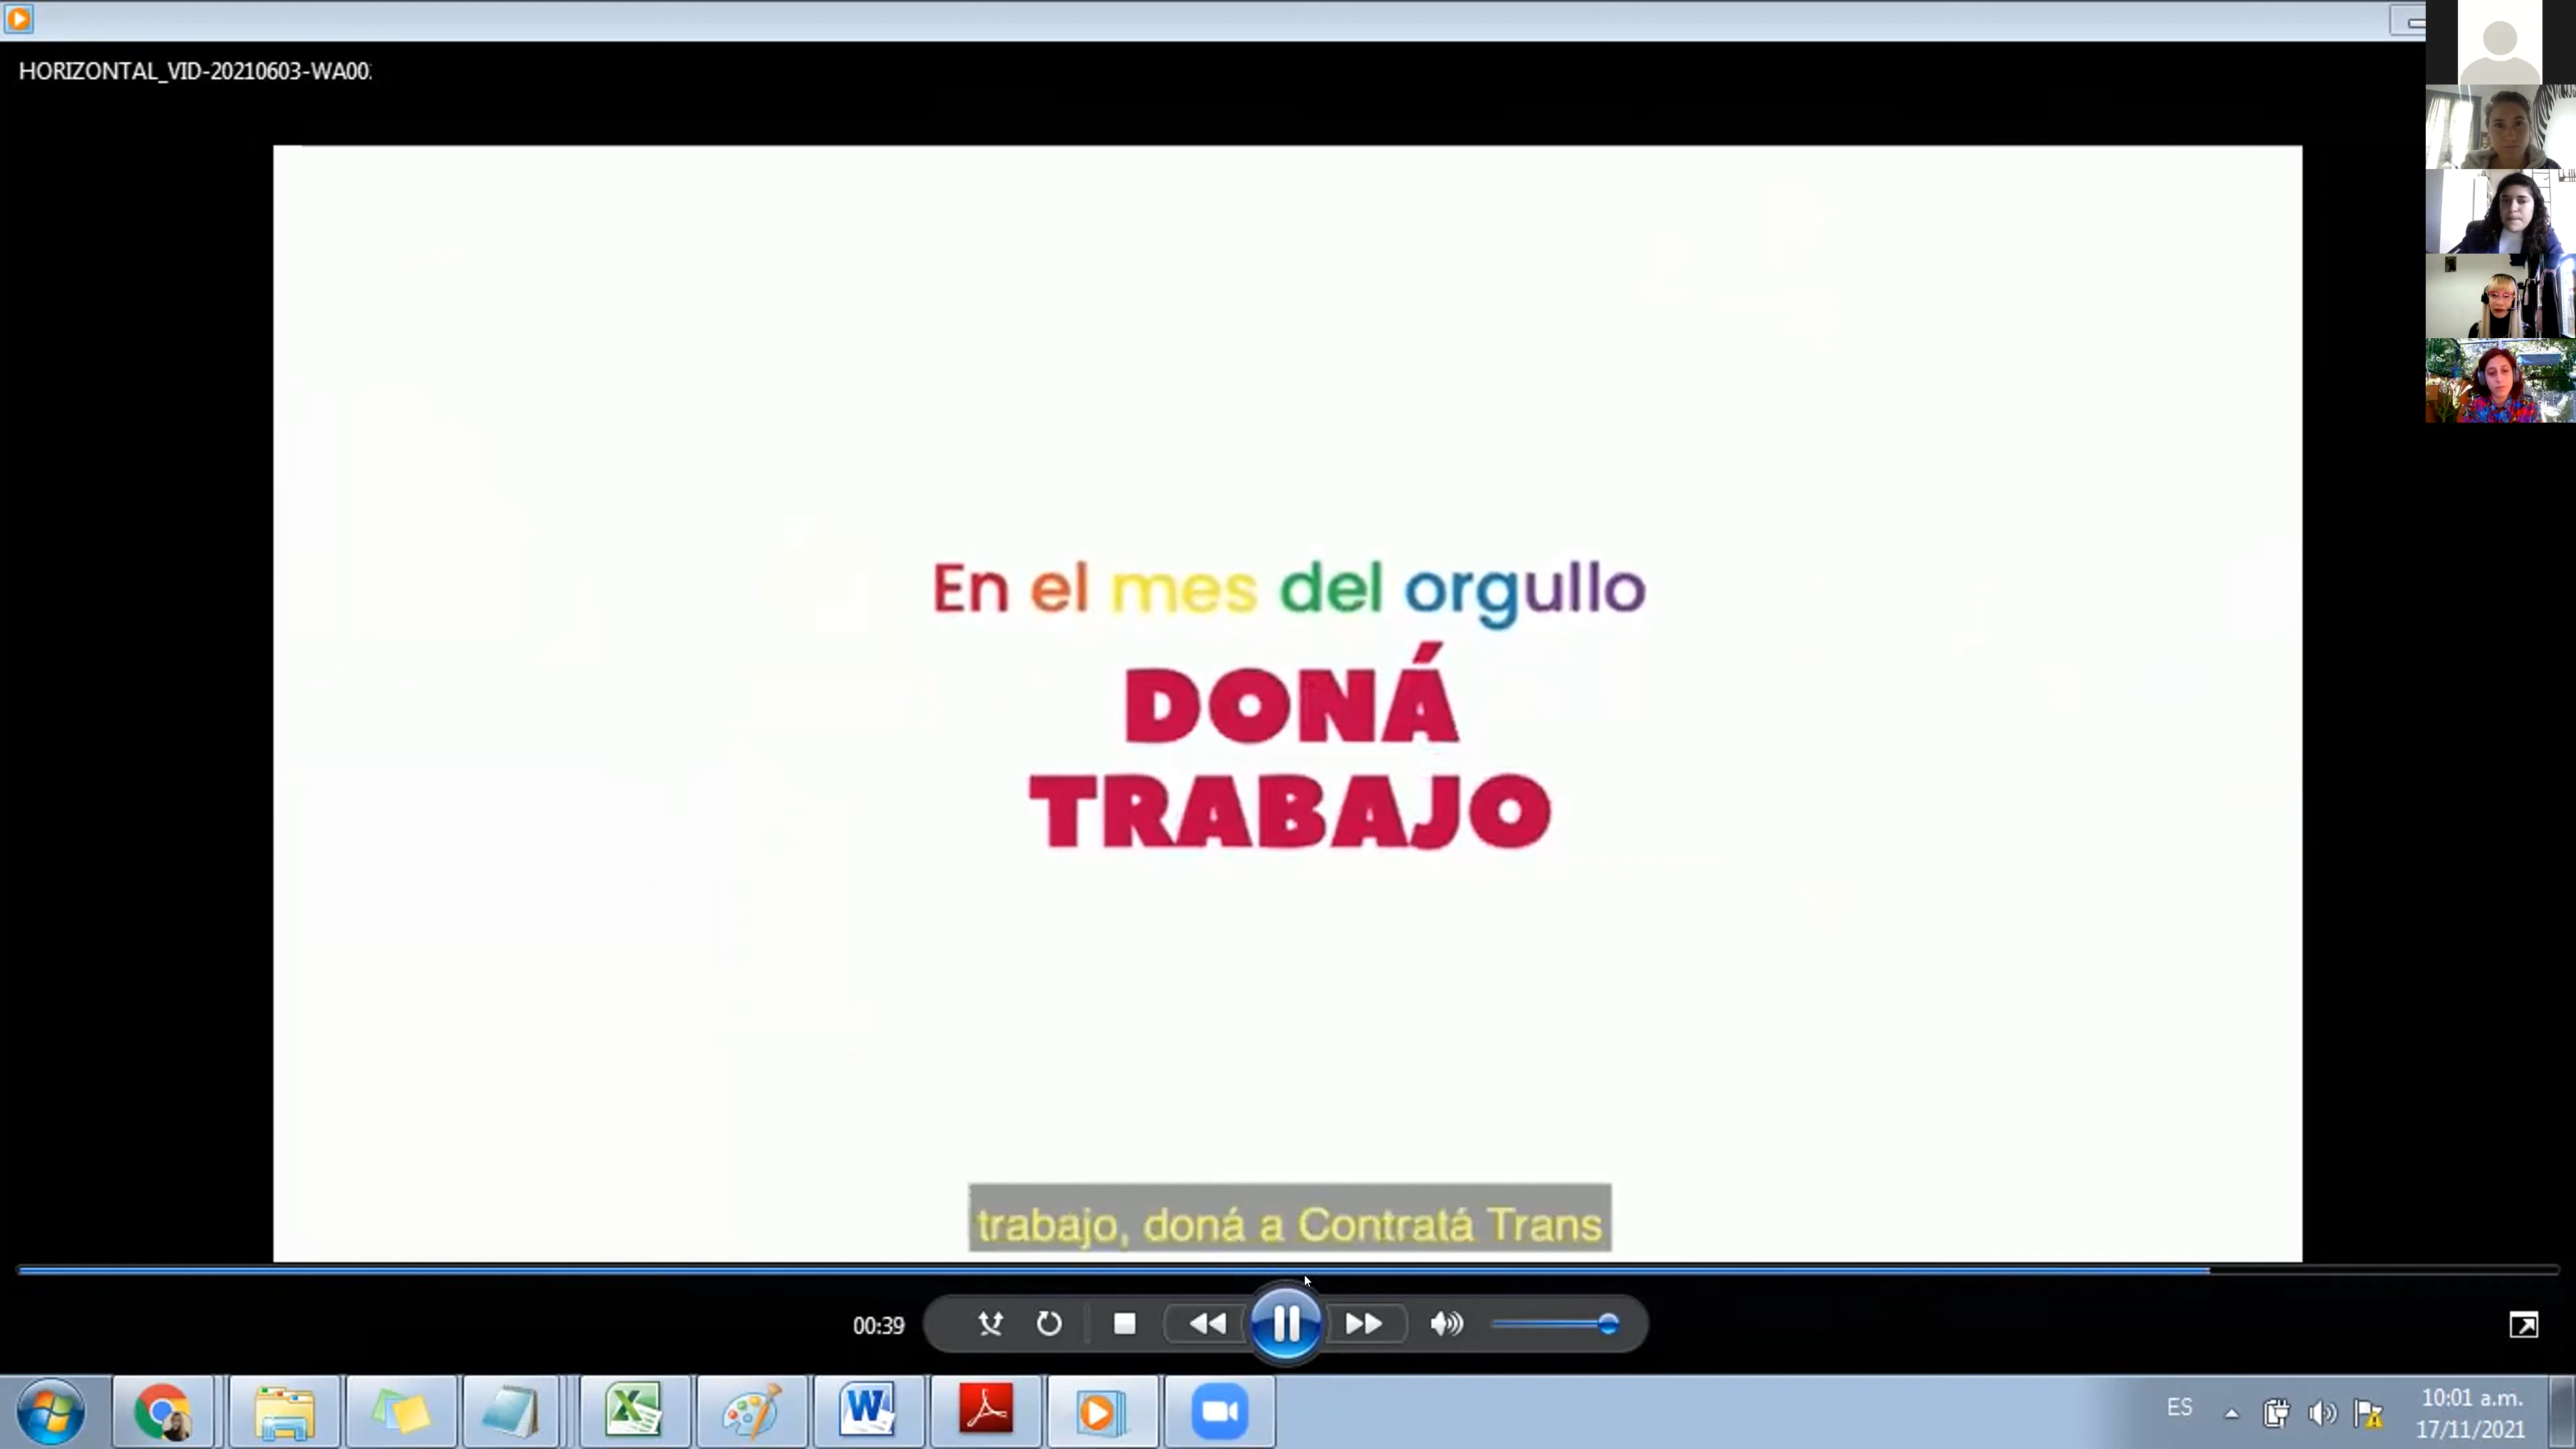 HORIZONTAL_VID-20210603-WA00
En el mes del orgullo
DONÁ
TRABAJO
trabajo, doná a Contratá Trans
00:39
ES
10:01 a.m.
17/11/2021